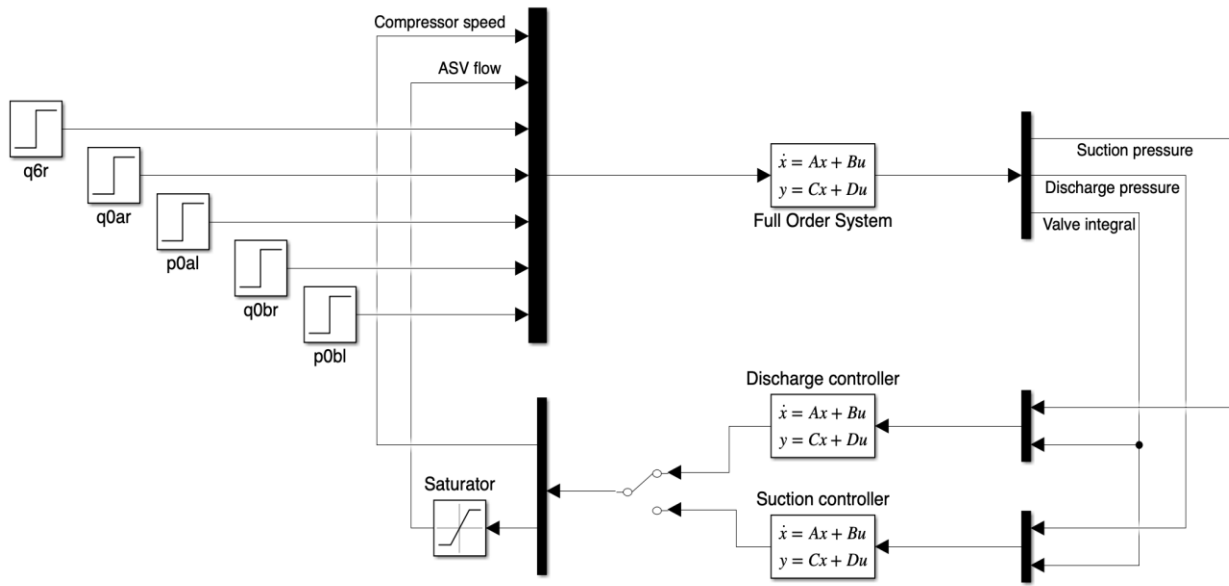 Compressor speed
ASV flow
q6r
q0ar
p0al
q0br
p0bl
ẋ = Ax + Bu
y = Cx + Du
Full Order System
Suction pressure
Discharge pressure
Valve integral
Discharge controller
ẋ = Ax + Bu
y = Cx + Du
Saturator
Suction controller
ẋ = Ax + Bu
y = Cx + Du